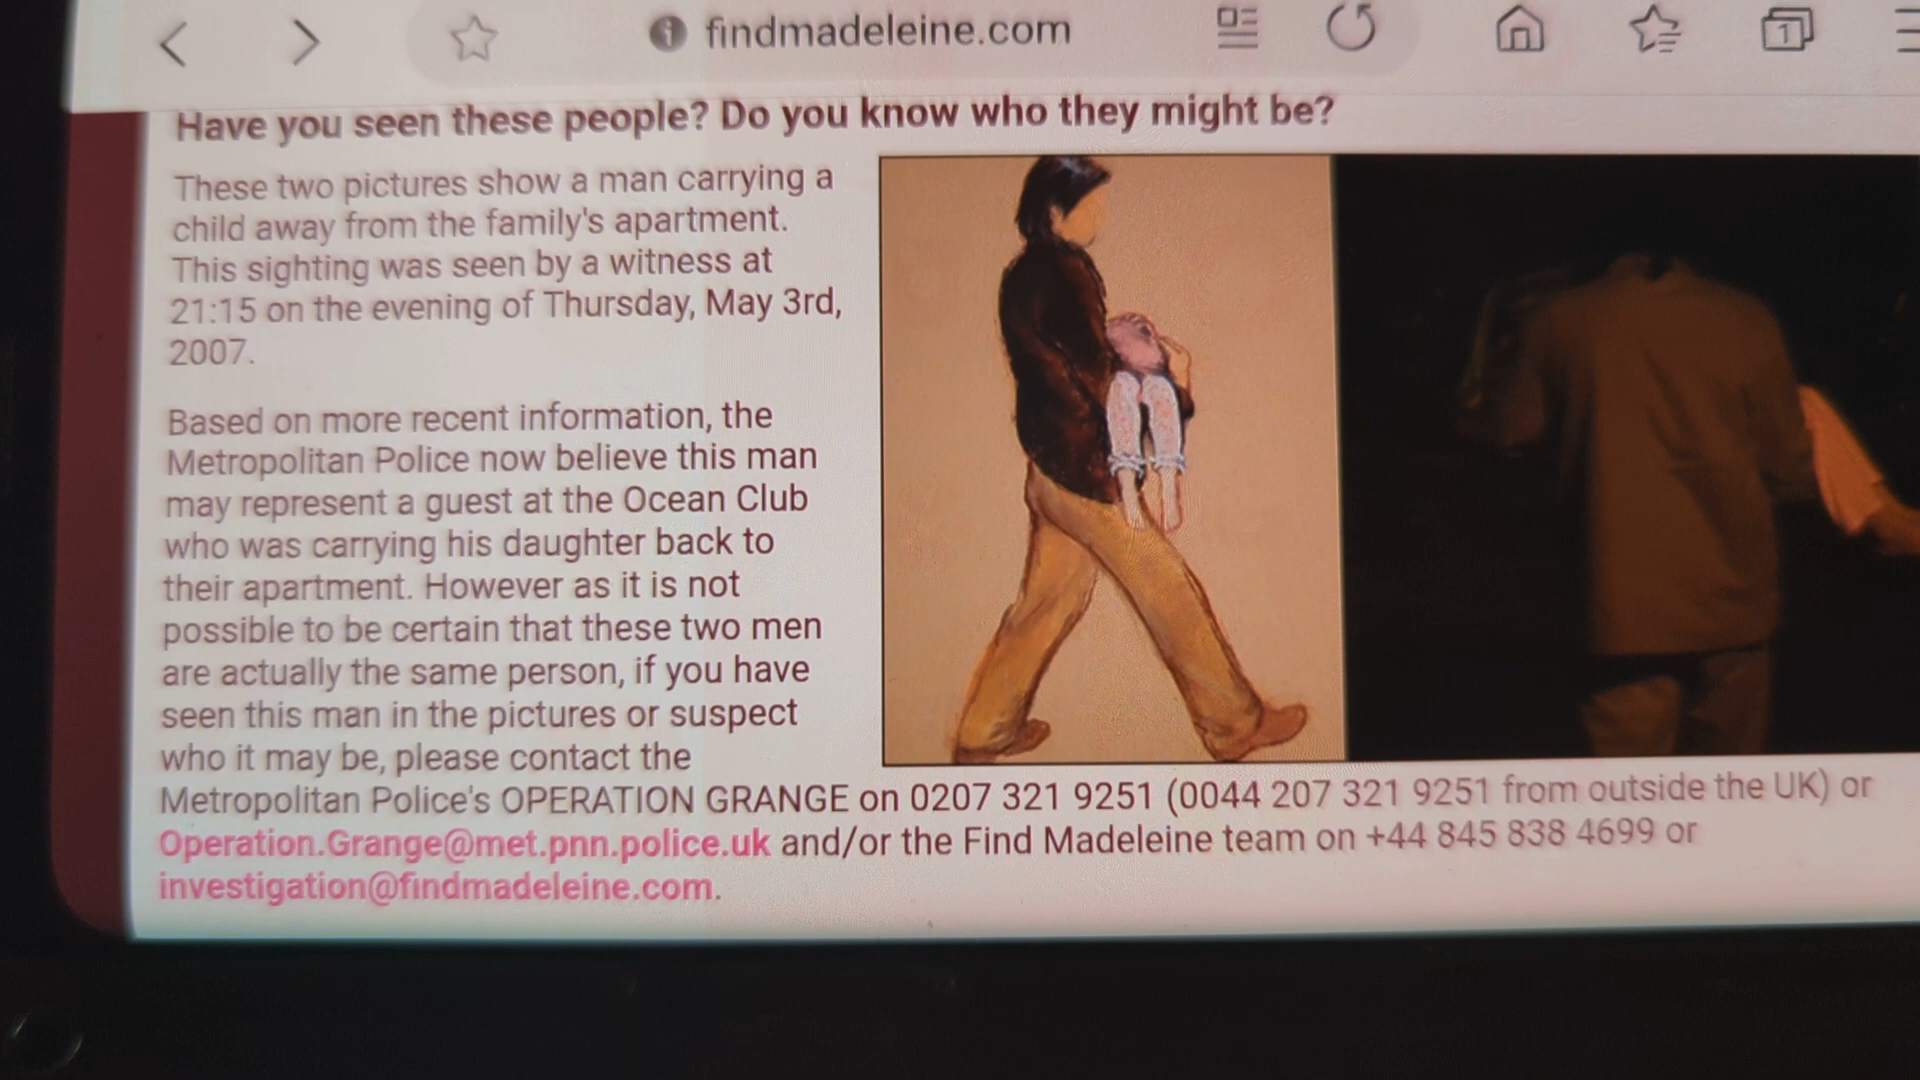 findmadeleine.com
1
Have you seen these people? Do you know who they might be?
These two pictures show a man carrying a
child away from the family's apartment.
This sighting was seen by a witness at
21:15 on the evening of Thursday, May 3rd,
2007.
Based on more recent information, the
Metropolitan Police now believe this man
may represent a guest at the Ocean Club
who was carrying his daughter back to
their apartment. However as it is not
possible to be certain that these two men
are actually the same person, if you have
seen this man in the pictures or suspect
who it may be, please contact the
Metropolitan Police's OPERATION GRANGE on 0207 321 9251 (0044 207 321 9251 from outside the UK) or
Operation.Grange@met.pnn.police.uk and/or the Find Madeleine team on +44 845 838 4699 or
investigation@findmadeleine.com.